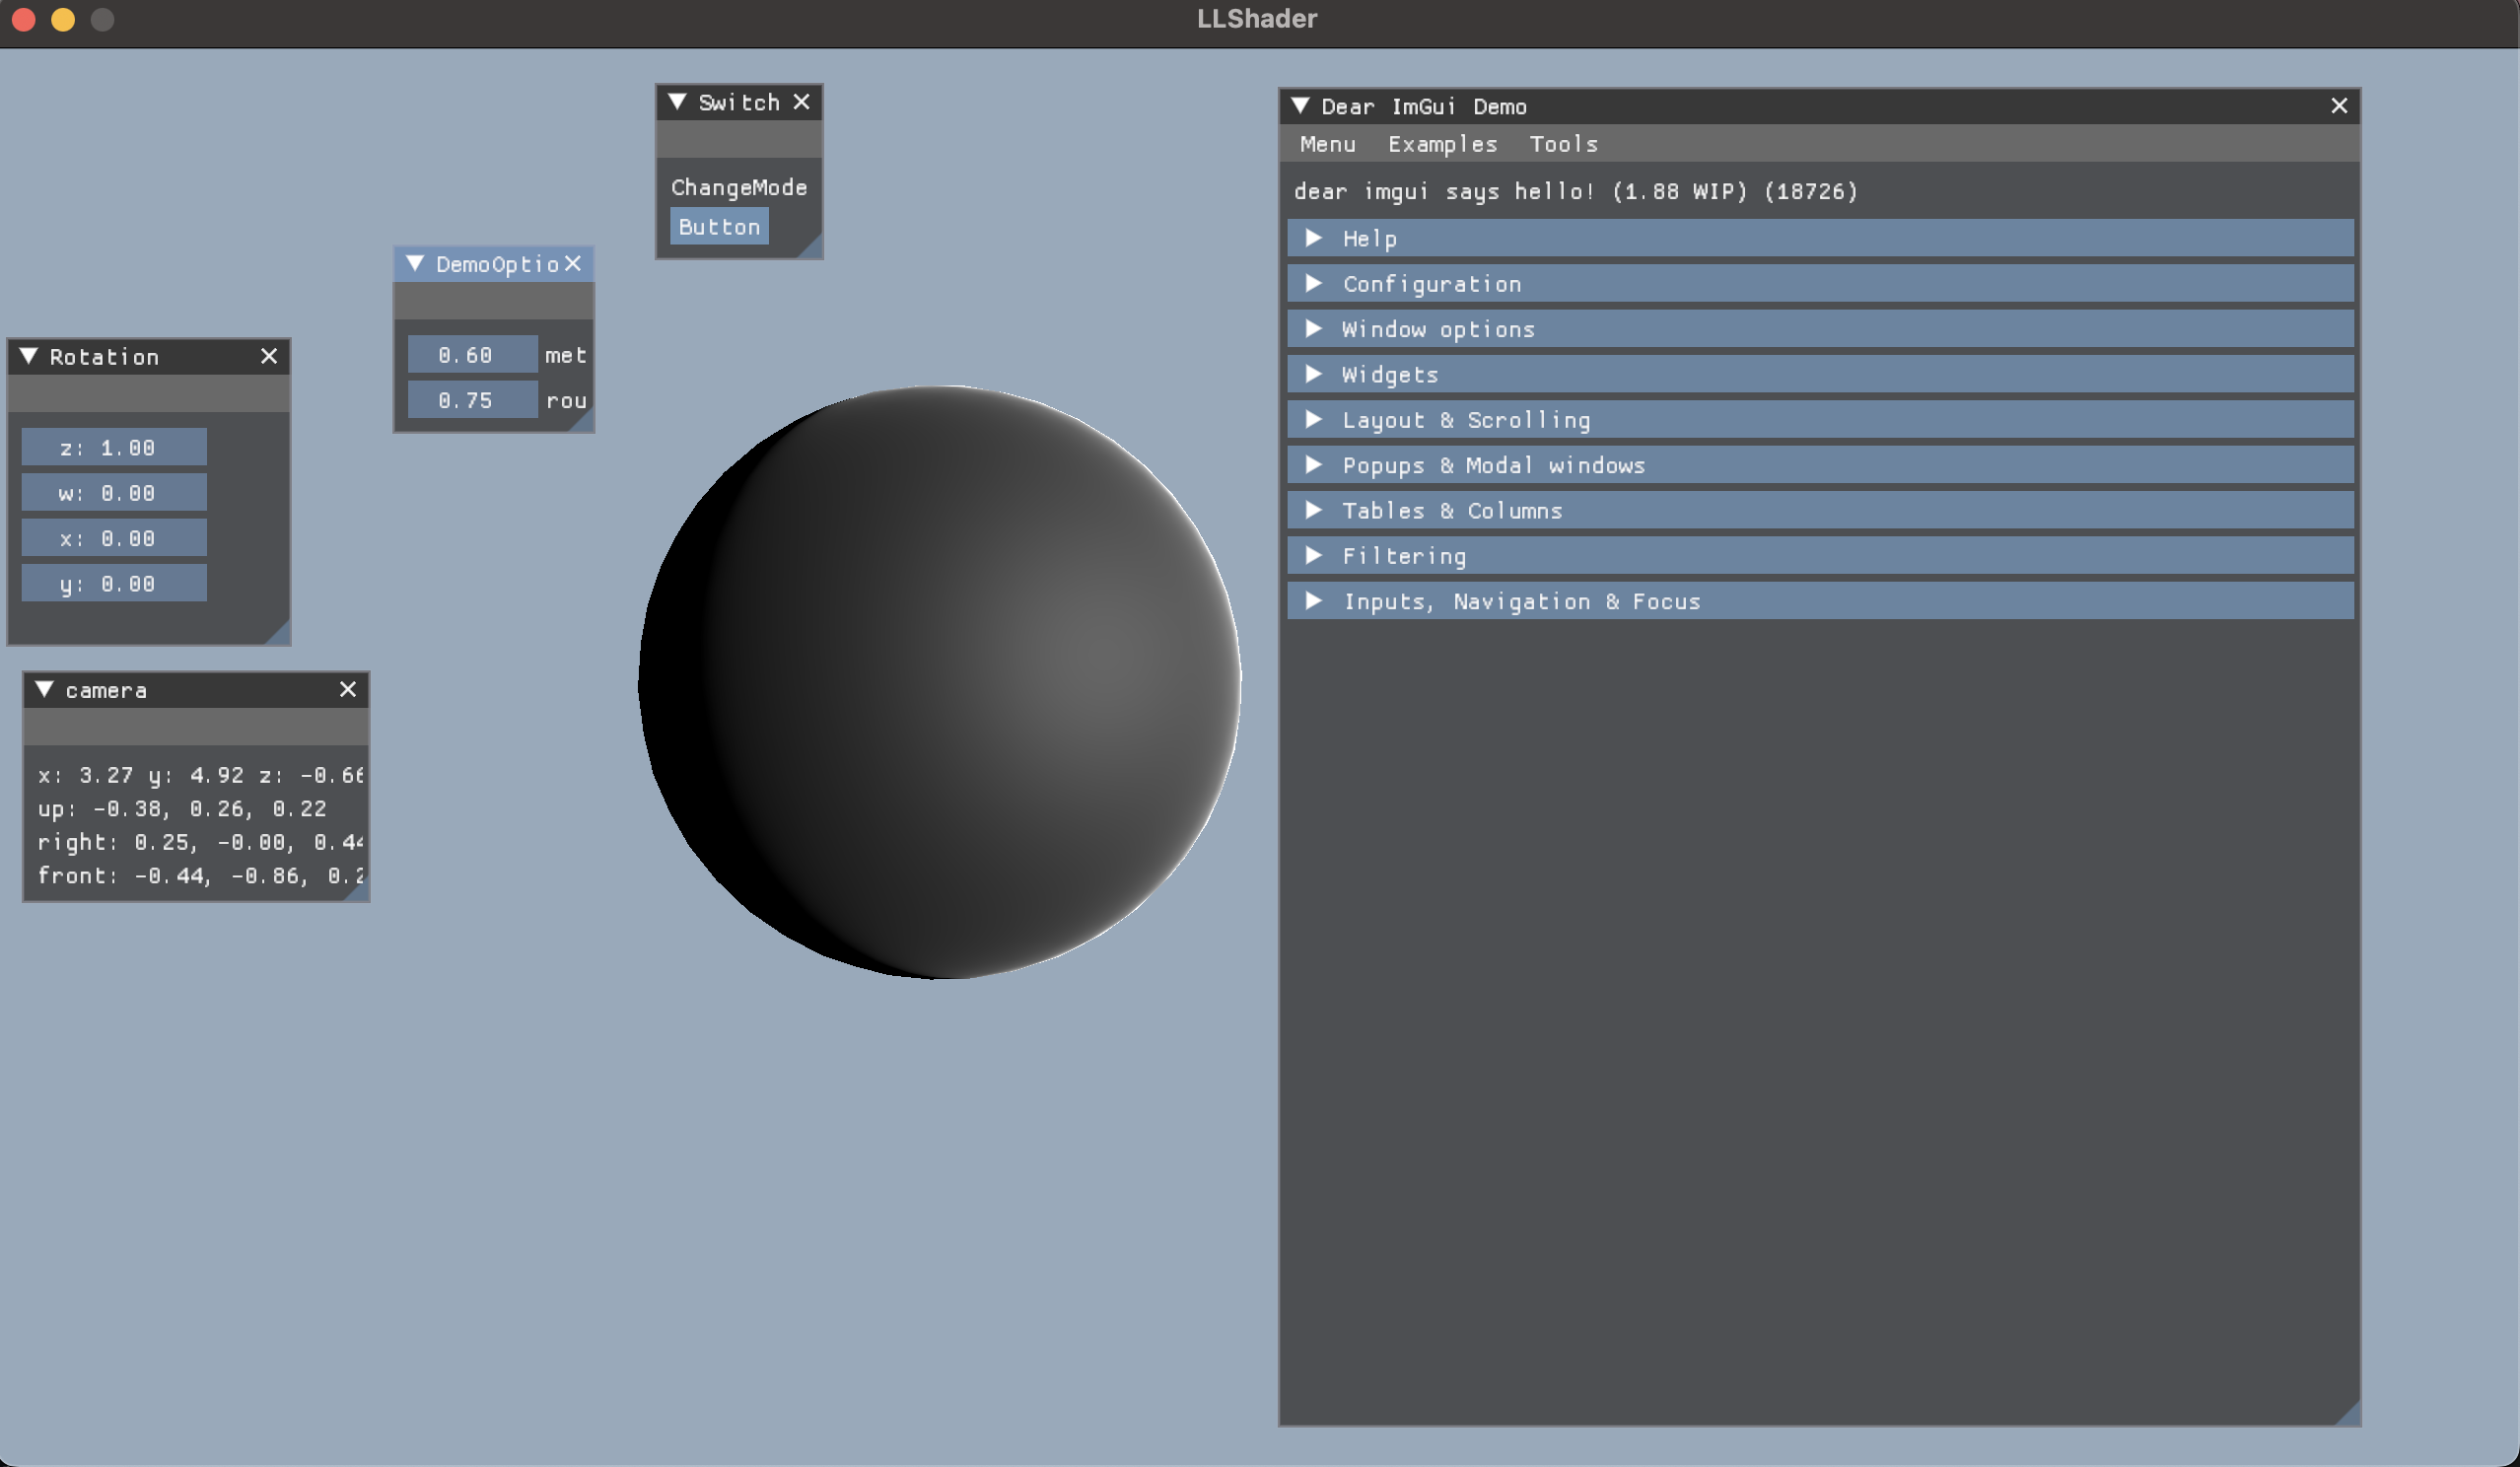 LLShader
Switch
ChangeMode
Button
Dear ImGui Demo
Menu Examples Tools
dear imgui says hello! (1.88 WIP) (18726)
Help
Configuration
Window options
Widgets
Layout & Scrolling
Popups & Modal windows
Tables & Columns
Filtering
Inputs, Navigation & Focus
DemoOptio
0.60 met
0.75 rou
Rotation
z: 1.00
w: 0.00
x: 0.00
y: 0.00
camera
x: 3.27 y: 4.92 z: -0.66
up: -0.38, 0.26, 0.22
right: 0.25, -0.00, 0.44
front: -0.44, -0.86, 0.2